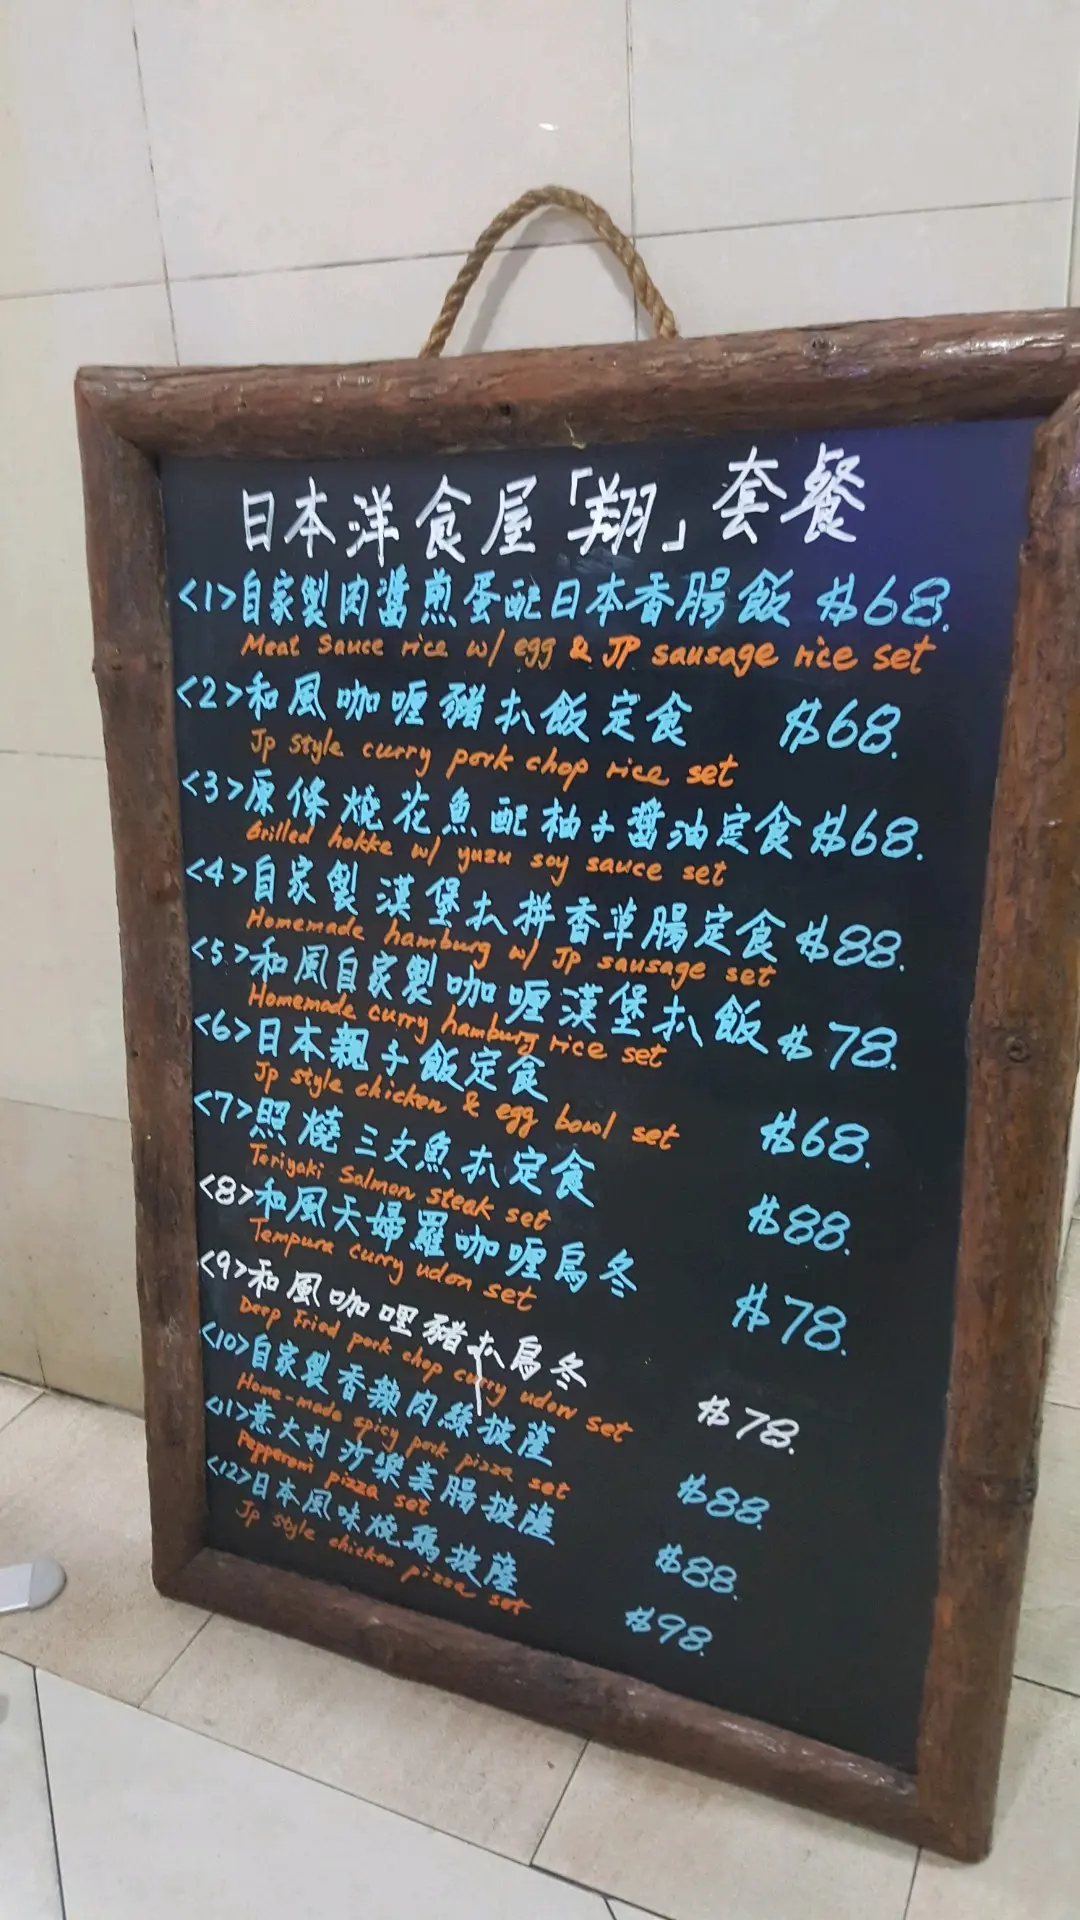 日本洋食屋「翔」套餐
<1>自家製肉醬煎蛋配日本香腸飯 $68.
Meat Sauce rice w/ egg & JP sausage rice set
<2>和風咖喱豬扒飯定食 $68.
Jp style curry pork chop rice set
<3>原條燒花魚配柚子醬油定食 $68.
Grilled hokke w/ yuzu soy sauce set
<4>自家製漢堡扒拼香草腸定食 $88.
Homemade hamburg w/ JP sausage set
<5>和風自家製咖喱漢堡扒飯 $78.
Homemade curry hamburg rice set
<6>日本親子飯定食 $68.
Jp style chicken & egg bowl set
<7>照燒三文魚扒定食 $88.
Teriyaki Salmon steak set
<8>和風天婦羅咖喱烏冬 $78.
Tempura curry udon set
<9>和風咖哩豬扒烏冬 $78.
Deep Fried pork chop curry udon set
<10>自家製香辣肉絲披薩 $88.
Home-made spicy pork pizza set
<11>意大利沙樂美腸披薩 $88.
Pepperoni pizza set
<12>日本風味燒鷄披薩 $98.
Jp style chicken pizza set